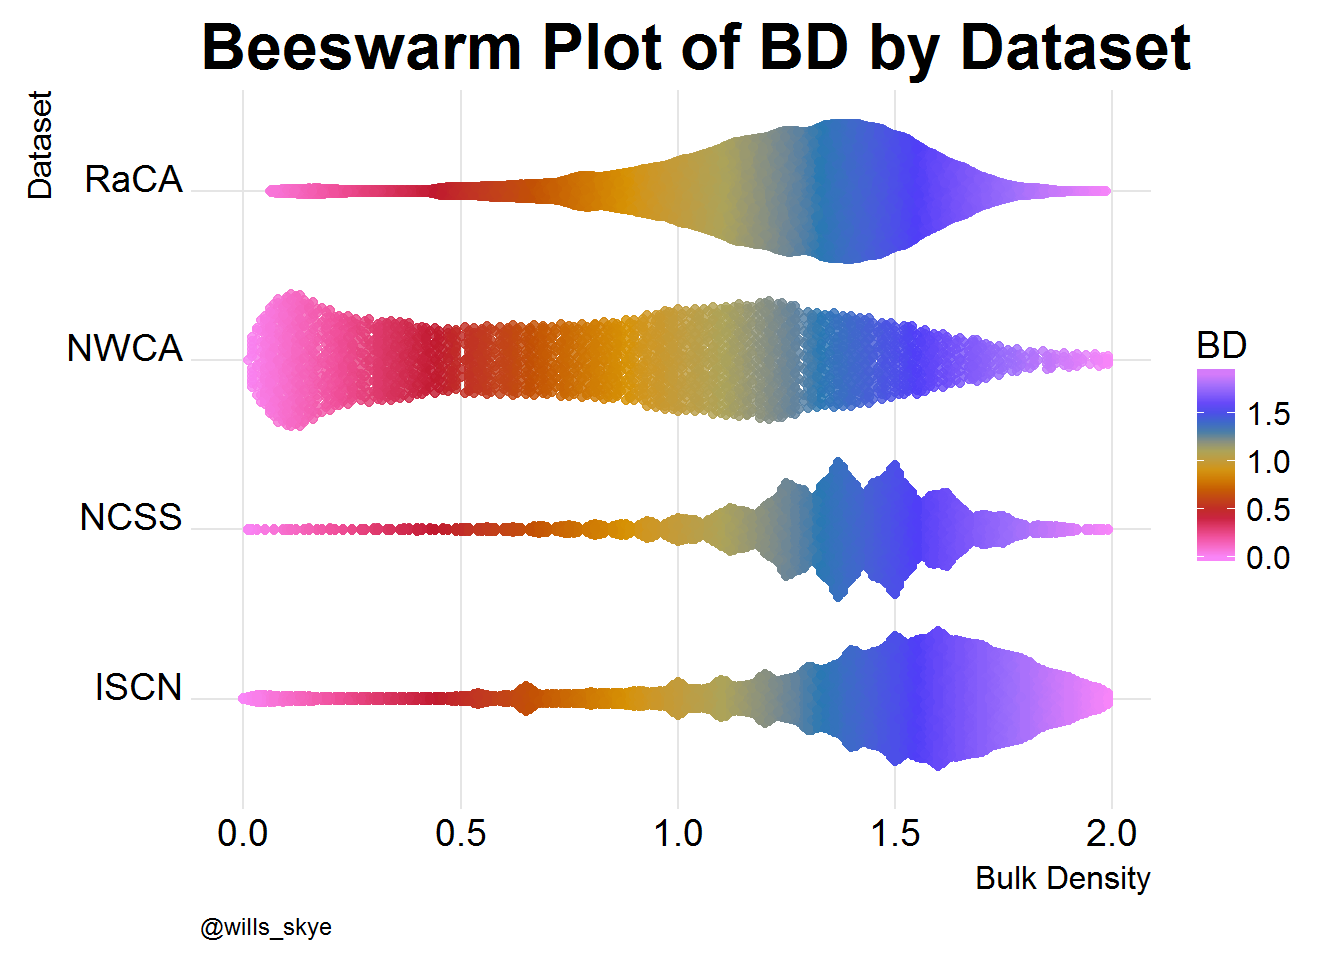 Beeswarm Plot of BD by Dataset
Dataset
RaCA
NWCA
NCSS
ISCN
BD
1.5
1.0
0.5
0.0
0.0 0.5 1.0 1.5 2.0
Bulk Density
@wills_skye